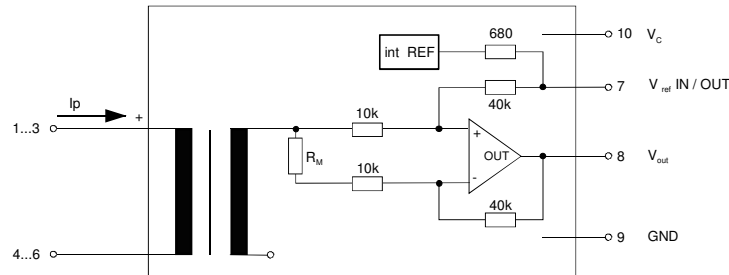 680
10 V_C
int REF
7 V_ref IN / OUT
40k
Ip
+
10k
1...3
+
R_M
OUT
8 V_out
10k
-
40k
9 GND
4...6